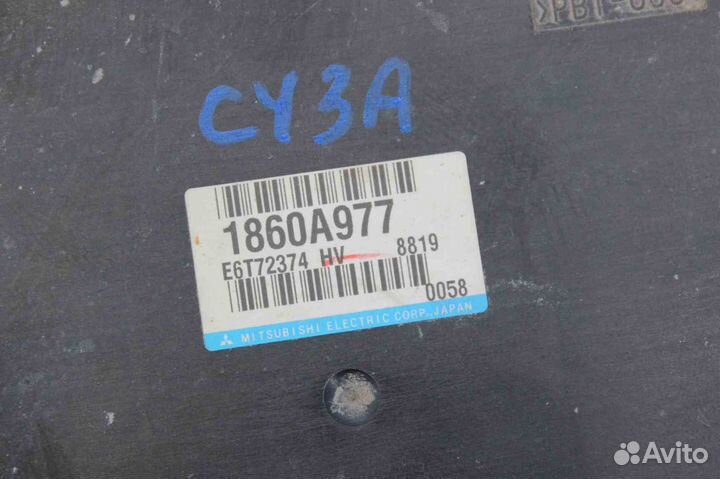 CY3A
1860A977
E6T72374 HV 8819
0058
MITSUBISHI ELECTRIC CORP.,JAPAN
Avito